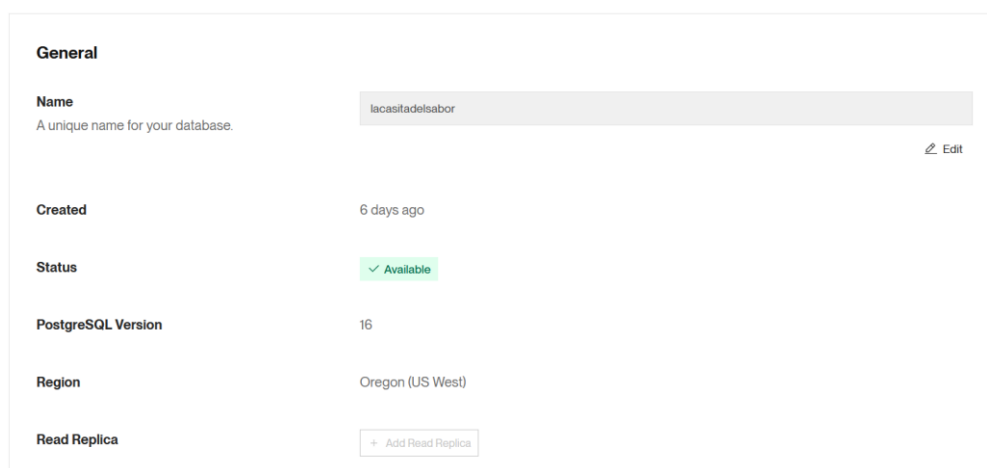 General
Name
lacasitadelsabor
A unique name for your database.
Edit
Created
6 days ago
Status
Available
PostgreSQL Version
16
Region
Oregon (US West)
Read Replica
+ Add Read Replica